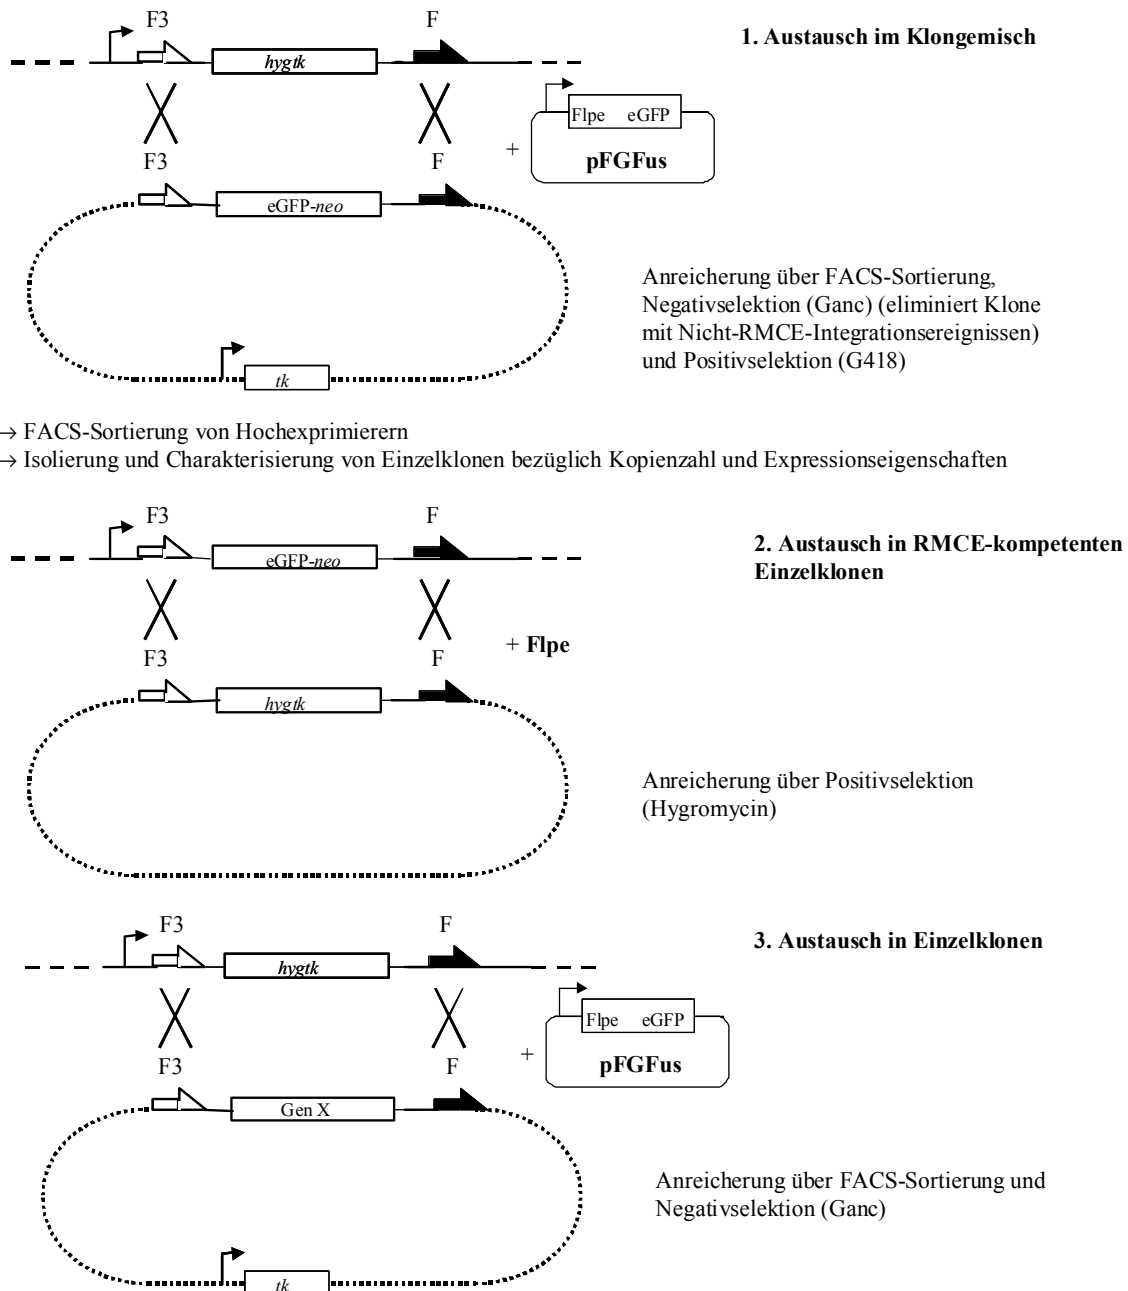 F3 F
1. Austausch im Klongemisch
hygtk
Flpe eGFP
+ pFGFus
F3 F
eGFP-neo
Anreicherung über FACS-Sortierung,
Negativselektion (Ganc) (eliminiert Klone
mit Nicht-RMCE-Integrationsereignissen)
und Positivselektion (G418)
tk
→ FACS-Sortierung von Hochexprimierern
→ Isolierung und Charakterisierung von Einzelklonen bezüglich Kopienzahl und Expressionseigenschaften
F3 F
2. Austausch in RMCE-kompetenten
Einzelklonen
eGFP-neo
+ Flpe
F3 F
hygtk
Anreicherung über Positivselektion
(Hygromycin)
F3 F
3. Austausch in Einzelklonen
hygtk
Flpe eGFP
+ pFGFus
F3 F
Gen X
Anreicherung über FACS-Sortierung und
Negativselektion (Ganc)
tk